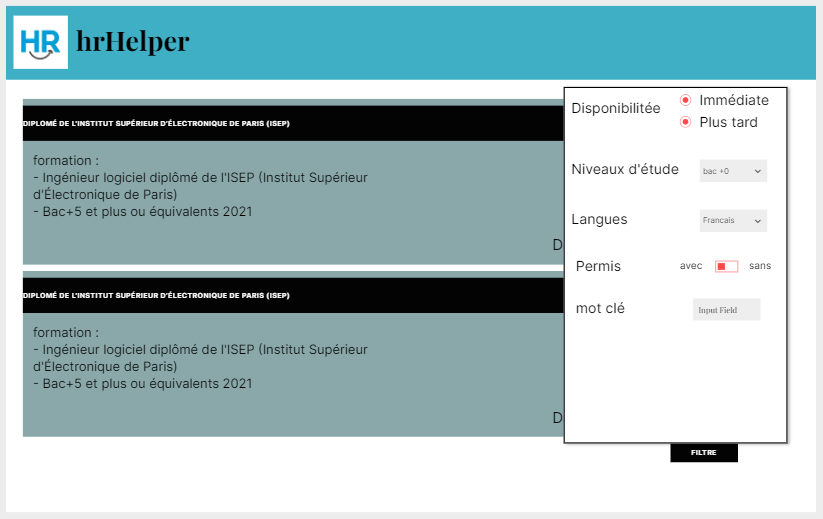 HR
hrHelper
DIPLOMÉ DE L'INSTITUT SUPÉRIEUR D'ÉLECTRONIQUE DE PARIS (ISEP)
formation :
- Ingénieur logiciel diplômé de l'ISEP (Institut Supérieur
d'Électronique de Paris)
- Bac+5 et plus ou équivalents 2021
D
DIPLOMÉ DE L'INSTITUT SUPÉRIEUR D'ÉLECTRONIQUE DE PARIS (ISEP)
formation :
- Ingénieur logiciel diplômé de l'ISEP (Institut Supérieur
d'Électronique de Paris)
- Bac+5 et plus ou équivalents 2021
D
Disponibilitée
Immédiate
Plus tard
Niveaux d'étude bac +0
Langues Francais
Permis avec sans
mot clé Input Field
FILTRE